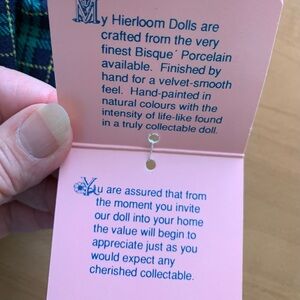 My Hierloom Dolls are
crafted from the very
finest Bisque' Porcelain
available. Finished by
hand for a velvet-smooth
feel. Hand-painted in
natural colours with the
intensity of life-like found
in a truly collectable doll.
You are assured that from
the moment you invite
our doll into your home
the value will begin to
appreciate just as you
would expect any
cherished collectable.